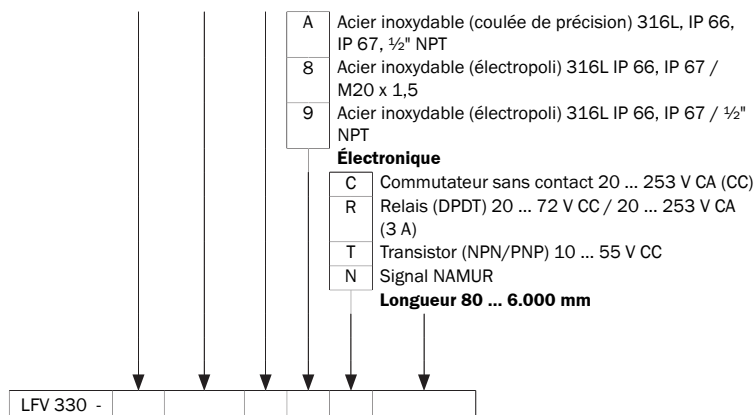 A Acier inoxydable (coulée de précision) 316L, IP 66,
IP 67, ½" NPT
8 Acier inoxydable (électropoli) 316L IP 66, IP 67 /
M20 x 1,5
9 Acier inoxydable (électropoli) 316L IP 66, IP 67 / ½"
NPT
Électronique
C Commutateur sans contact 20 ... 253 V CA (CC)
R Relais (DPDT) 20 ... 72 V CC / 20 ... 253 V CA
(3 A)
T Transistor (NPN/PNP) 10 ... 55 V CC
N Signal NAMUR
Longueur 80 ... 6.000 mm
LFV 330 -